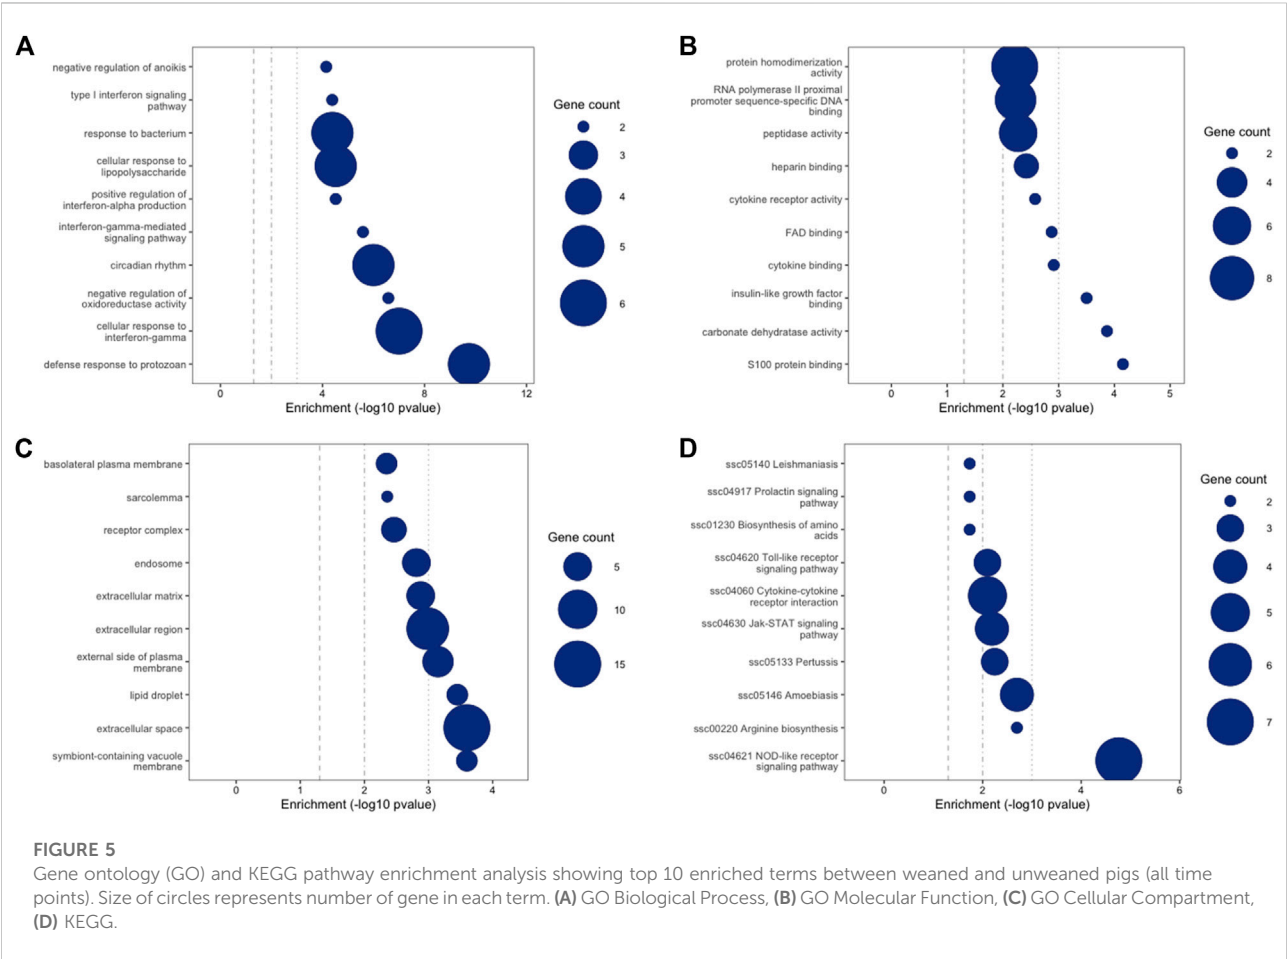 A
negative regulation of anoikis
type I interferon signaling
pathway
response to bacterium
cellular response to
lipopolysaccharide
positive regulation of
interferon-alpha production
interferon-gamma-mediated
signaling pathway
circadian rhythm
negative regulation of
oxidoreductase activity
cellular response to
interferon-gamma
defense response to protozoan
0 4 8 12
Enrichment (-log10 pvalue)
Gene count
2
3
4
5
6
B
protein homodimerization
activity
RNA polymerase II proximal
promoter sequence-specific DNA
binding
peptidase activity
heparin binding
cytokine receptor activity
FAD binding
cytokine binding
insulin-like growth factor
binding
carbonate dehydratase activity
S100 protein binding
0 1 2 3 4 5
Enrichment (-log10 pvalue)
Gene count
2
4
6
8
C
basolateral plasma membrane
sarcolemma
receptor complex
endosome
extracellular matrix
extracellular region
external side of plasma
membrane
lipid droplet
extracellular space
symbiont-containing vacuole
membrane
0 1 2 3 4
Enrichment (-log10 pvalue)
Gene count
5
10
15
D
ssc05140 Leishmaniasis
ssc04917 Prolactin signaling
pathway
ssc01230 Biosynthesis of amino
acids
ssc04620 Toll-like receptor
signaling pathway
ssc04060 Cytokine-cytokine
receptor interaction
ssc04630 Jak-STAT signaling
pathway
ssc05133 Pertussis
ssc05146 Amoebiasis
ssc00220 Arginine biosynthesis
ssc04621 NOD-like receptor
signaling pathway
0 2 4 6
Enrichment (-log10 pvalue)
Gene count
2
3
4
5
6
7
FIGURE 5
Gene ontology (GO) and KEGG pathway enrichment analysis showing top 10 enriched terms between weaned and unweaned pigs (all time
points). Size of circles represents number of gene in each term. (A) GO Biological Process, (B) GO Molecular Function, (C) GO Cellular Compartment,
(D) KEGG.